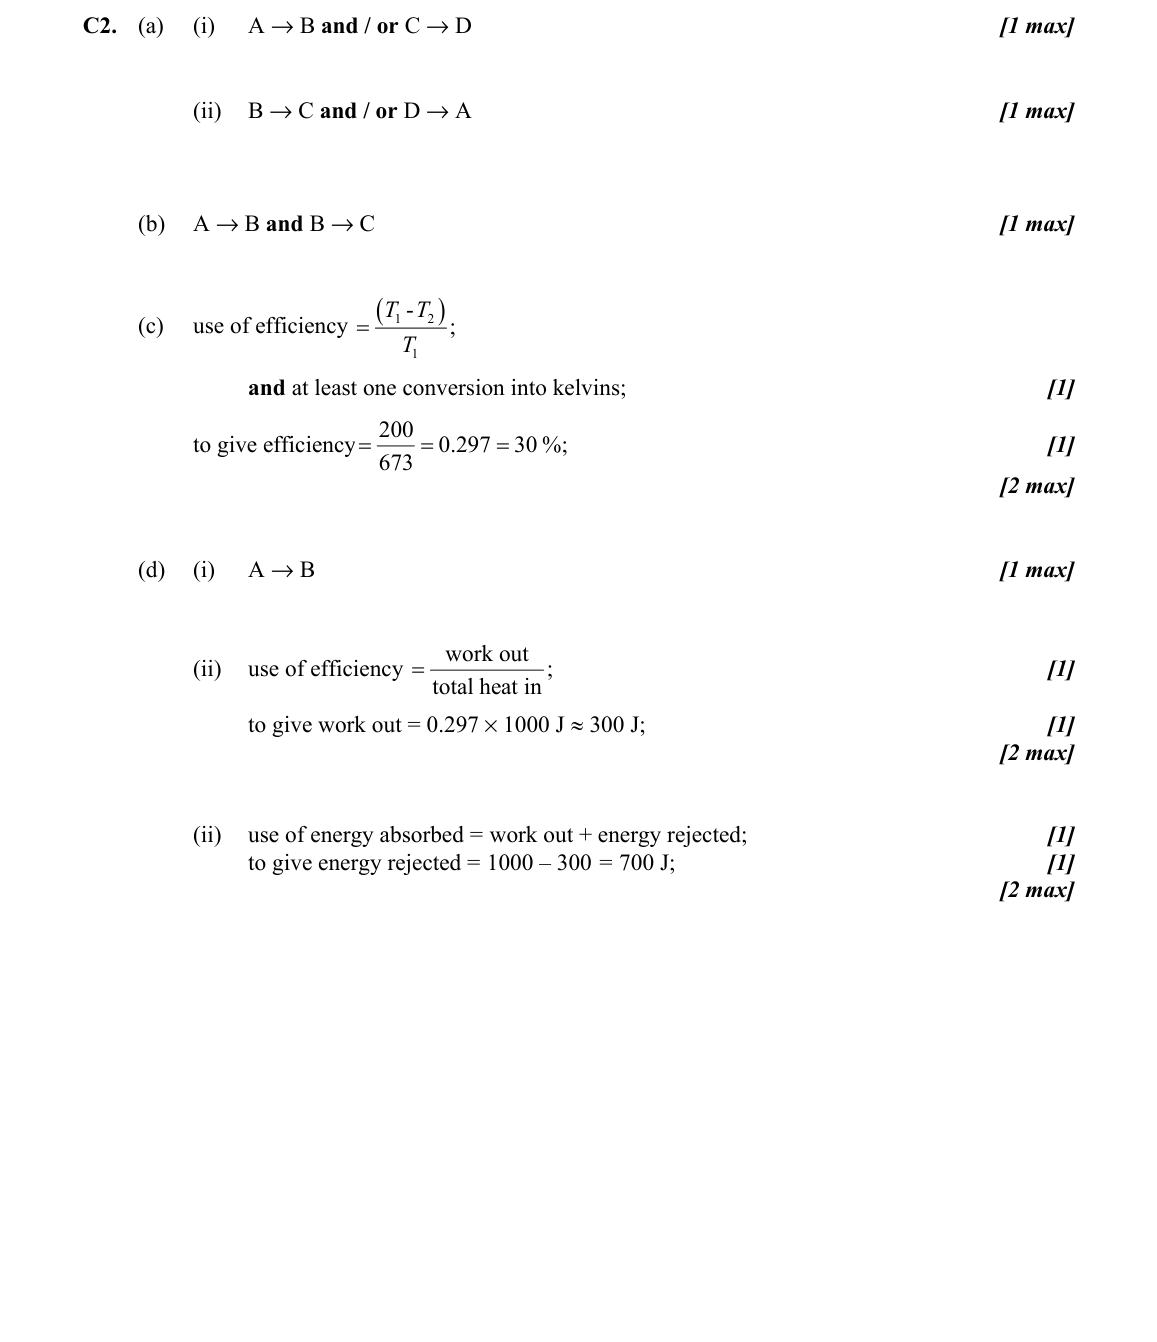 C2. (a) (i) A → B and / or C → D [1 max]
(ii) B → C and / or D → A [1 max]
(b) A → B and B → C [1 max]
(c) use of efficiency = (T₁ - T₂) / T₁;
and at least one conversion into kelvins; [1]
to give efficiency = 200 / 673 = 0.297 = 30 %; [1]
[2 max]
(d) (i) A → B [1 max]
(ii) use of efficiency = work out / total heat in; [1]
to give work out = 0.297 × 1000 J ≈ 300 J; [1]
[2 max]
(ii) use of energy absorbed = work out + energy rejected; [1]
to give energy rejected = 1000 – 300 = 700 J; [1]
[2 max]